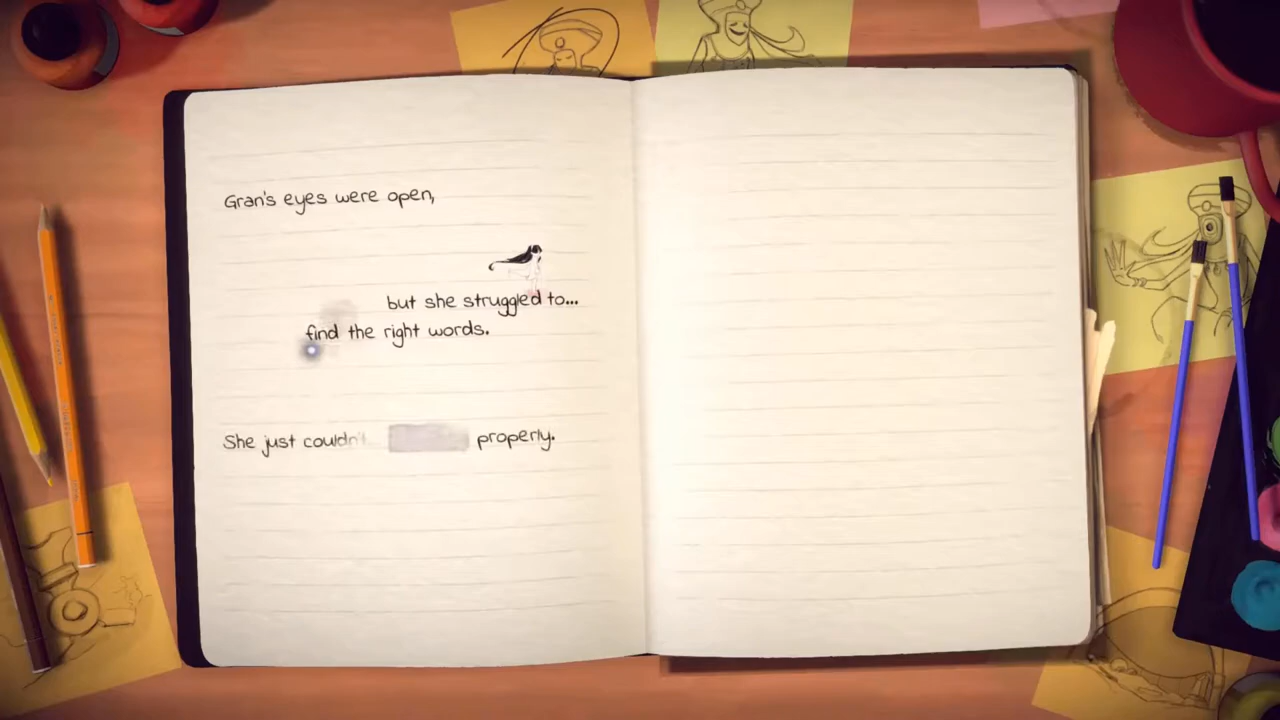 Gran's eyes were open,
but she struggled to...
find the right words.
She just couldn't properly.